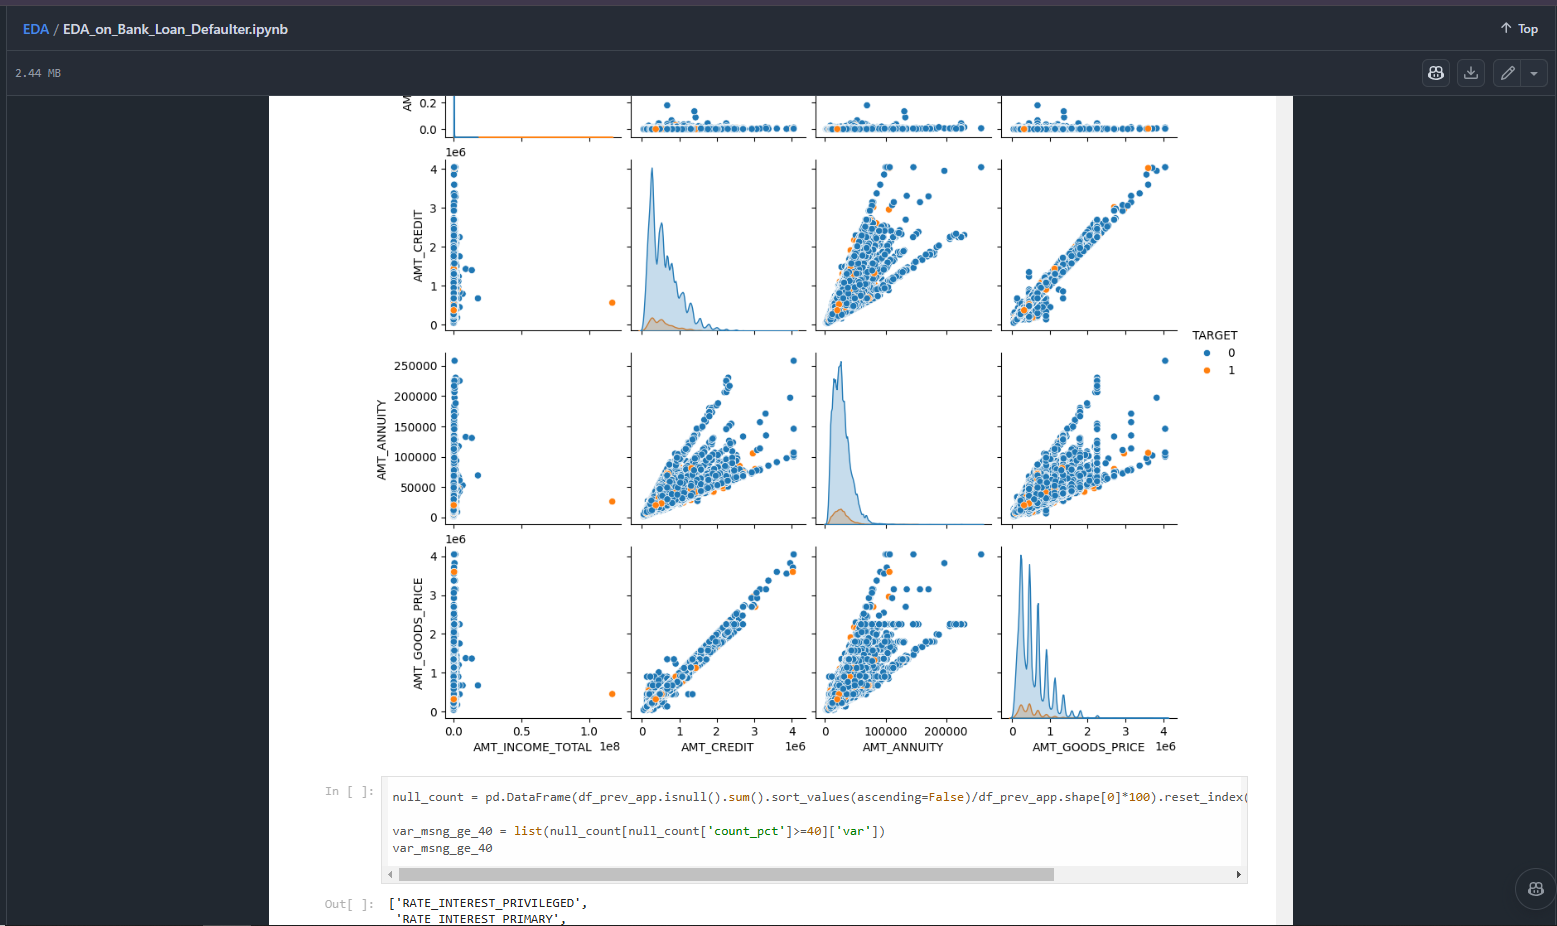 EDA / EDA_on_Bank_Loan_Defaulter.ipynb
Top
2.44 MB
AM
0.2
0.0
1e6
AMT_CREDIT
4
3
2
1
0
TARGET
0
1
AMT_ANNUITY
250000
200000
150000
100000
50000
0
1e6
AMT_GOODS_PRICE
4
3
2
1
0
0.0 0.5 1.0 0 1 2 3 4 0 100000 200000 0 1 2 3 4
AMT_INCOME_TOTAL 1e8 AMT_CREDIT 1e6 AMT_ANNUITY AMT_GOODS_PRICE 1e6
In [ ]: null_count = pd.DataFrame(df_prev_app.isnull().sum().sort_values(ascending=False)/df_prev_app.shape[0]*100).reset_index(
var_msng_ge_40 = list(null_count[null_count['count_pct']>=40]['var'])
var_msng_ge_40
Out[ ]: ['RATE_INTEREST_PRIVILEGED',
'RATE_INTEREST_PRIMARY',